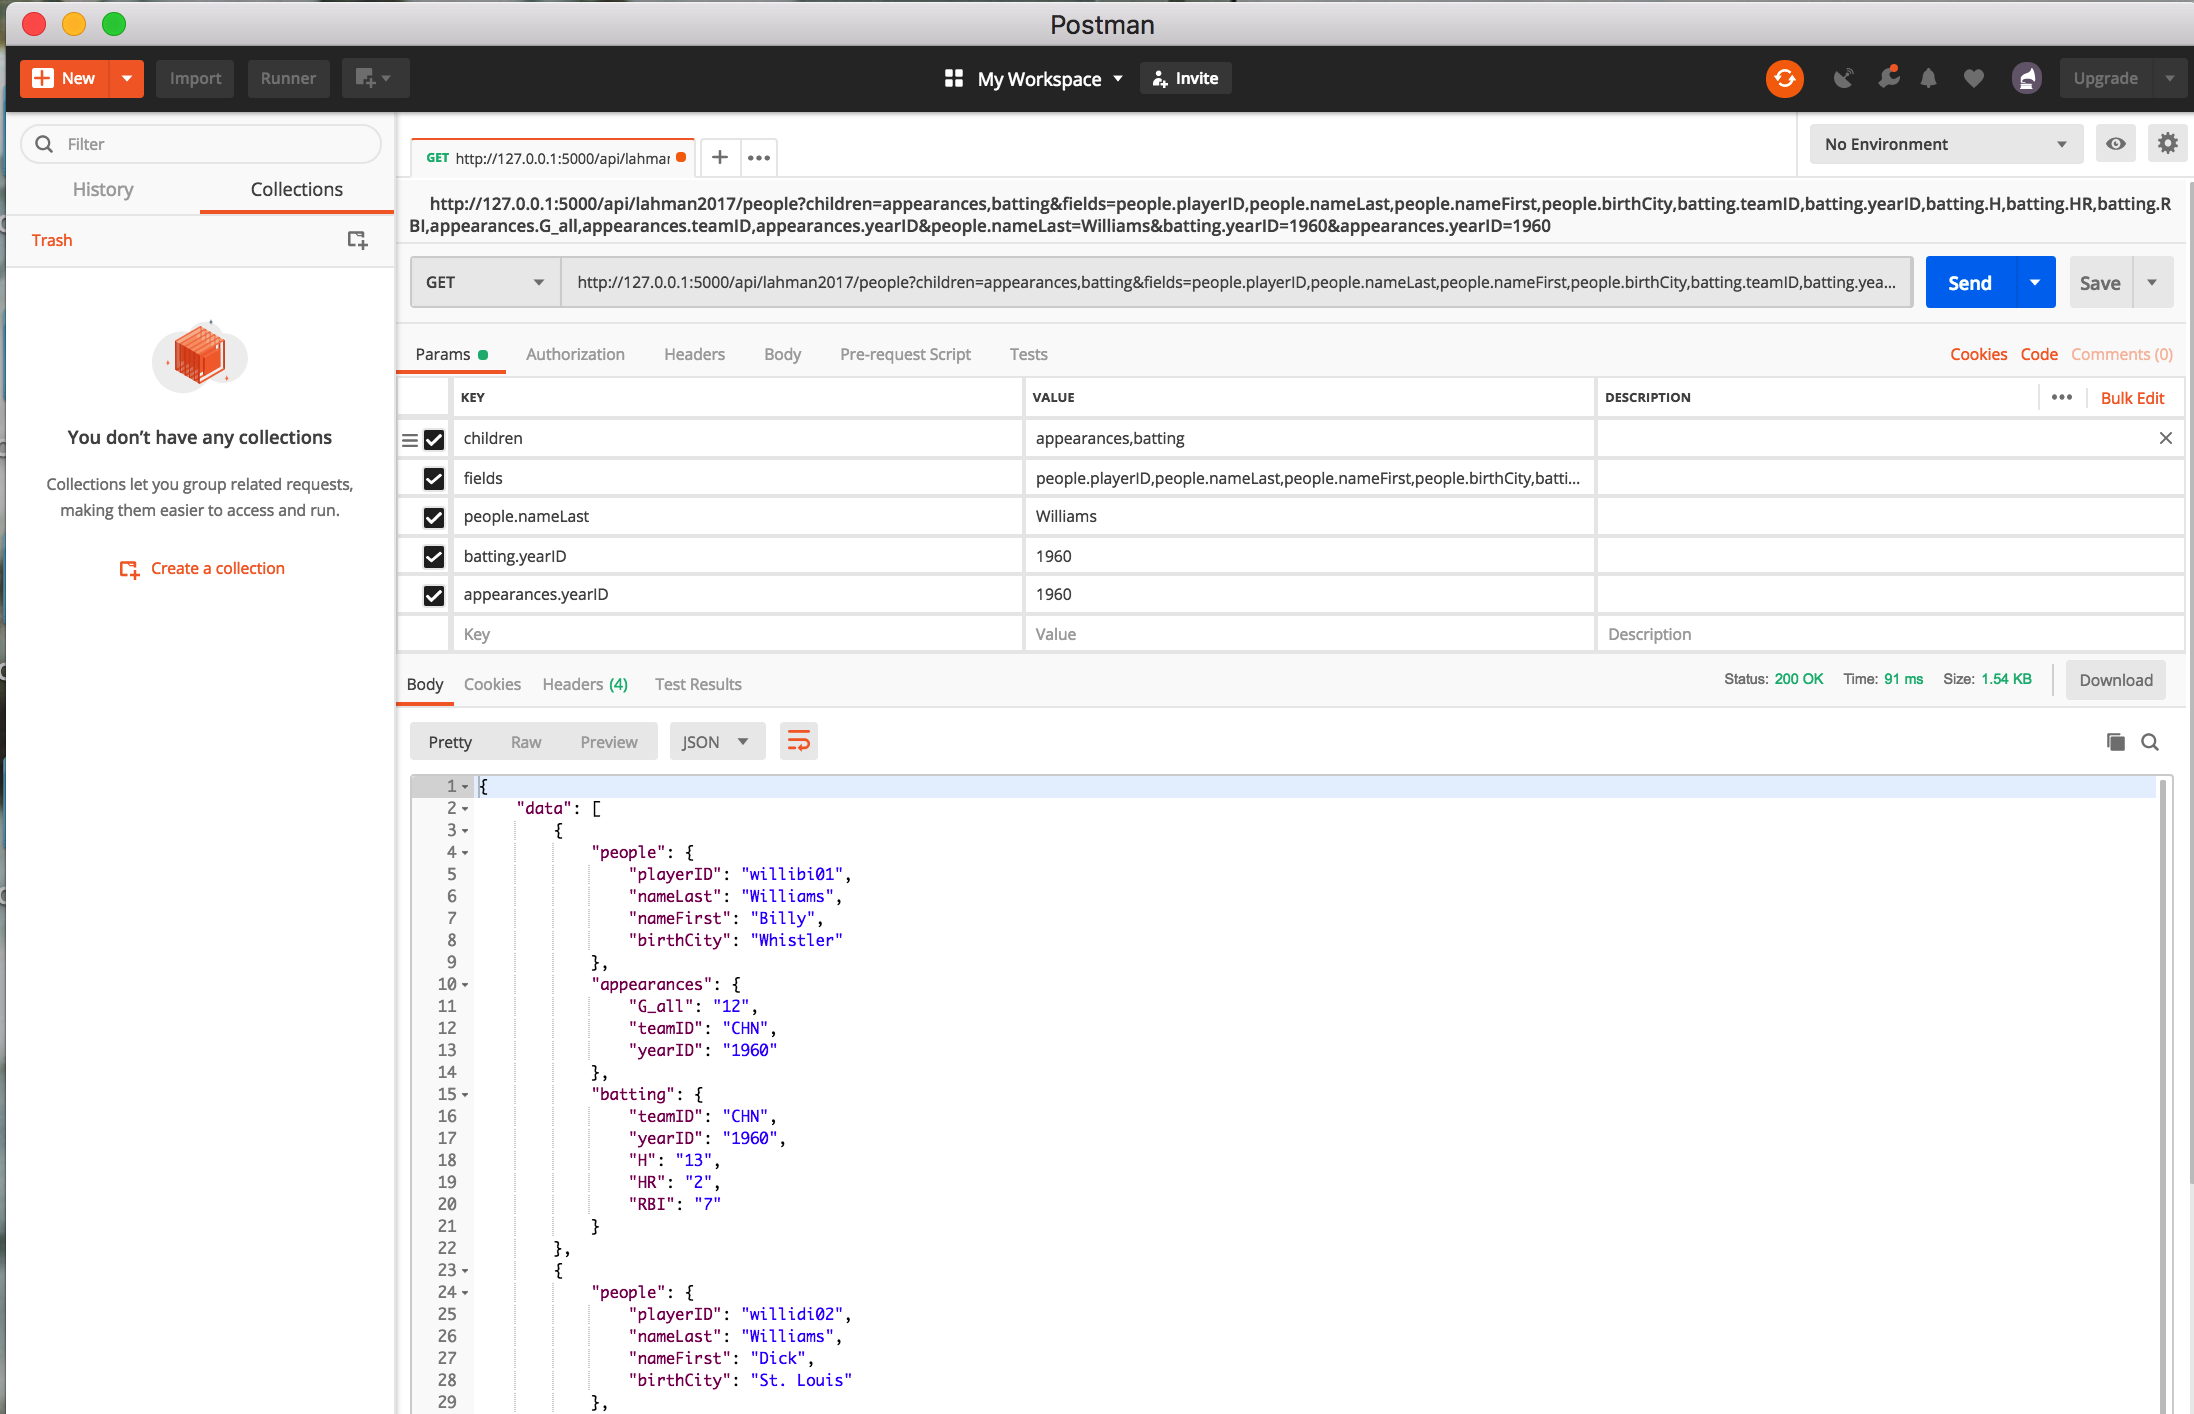 Postman
New
Import
Runner
My Workspace
Invite
Upgrade
Filter
History
Collections
Trash
You don’t have any collections
Collections let you group related requests,
making them easier to access and run.
Create a collection
GET http://127.0.0.1:5000/api/lahmar
No Environment
http://127.0.0.1:5000/api/lahman2017/people?children=appearances,batting&fields=people.playerID,people.nameLast,people.nameFirst,people.birthCity,batting.teamID,batting.yearID,batting.H,batting.HR,batting.R
BI,appearances.G_all,appearances.teamID,appearances.yearID&people.nameLast=Williams&batting.yearID=1960&appearances.yearID=1960
GET
http://127.0.0.1:5000/api/lahman2017/people?children=appearances,batting&fields=people.playerID,people.nameLast,people.nameFirst,people.birthCity,batting.teamID,batting.yea...
Send
Save
Params
Authorization
Headers
Body
Pre-request Script
Tests
Cookies
Code
Comments (0)
KEY
VALUE
DESCRIPTION
Bulk Edit
children
appearances,batting
fields
people.playerID,people.nameLast,people.nameFirst,people.birthCity,batti...
people.nameLast
Williams
batting.yearID
1960
appearances.yearID
1960
Key
Value
Description
Body
Cookies
Headers (4)
Test Results
Status: 200 OK
Time: 91 ms
Size: 1.54 KB
Download
Pretty
Raw
Preview
JSON
1 {
2 "data": [
3 {
4 "people": {
5 "playerID": "willibi01",
6 "nameLast": "Williams",
7 "nameFirst": "Billy",
8 "birthCity": "Whistler"
9 },
10 "appearances": {
11 "G_all": "12",
12 "teamID": "CHN",
13 "yearID": "1960"
14 },
15 "batting": {
16 "teamID": "CHN",
17 "yearID": "1960",
18 "H": "13",
19 "HR": "2",
20 "RBI": "7"
21 }
22 },
23 {
24 "people": {
25 "playerID": "willidi02",
26 "nameLast": "Williams",
27 "nameFirst": "Dick",
28 "birthCity": "St. Louis"
29 },